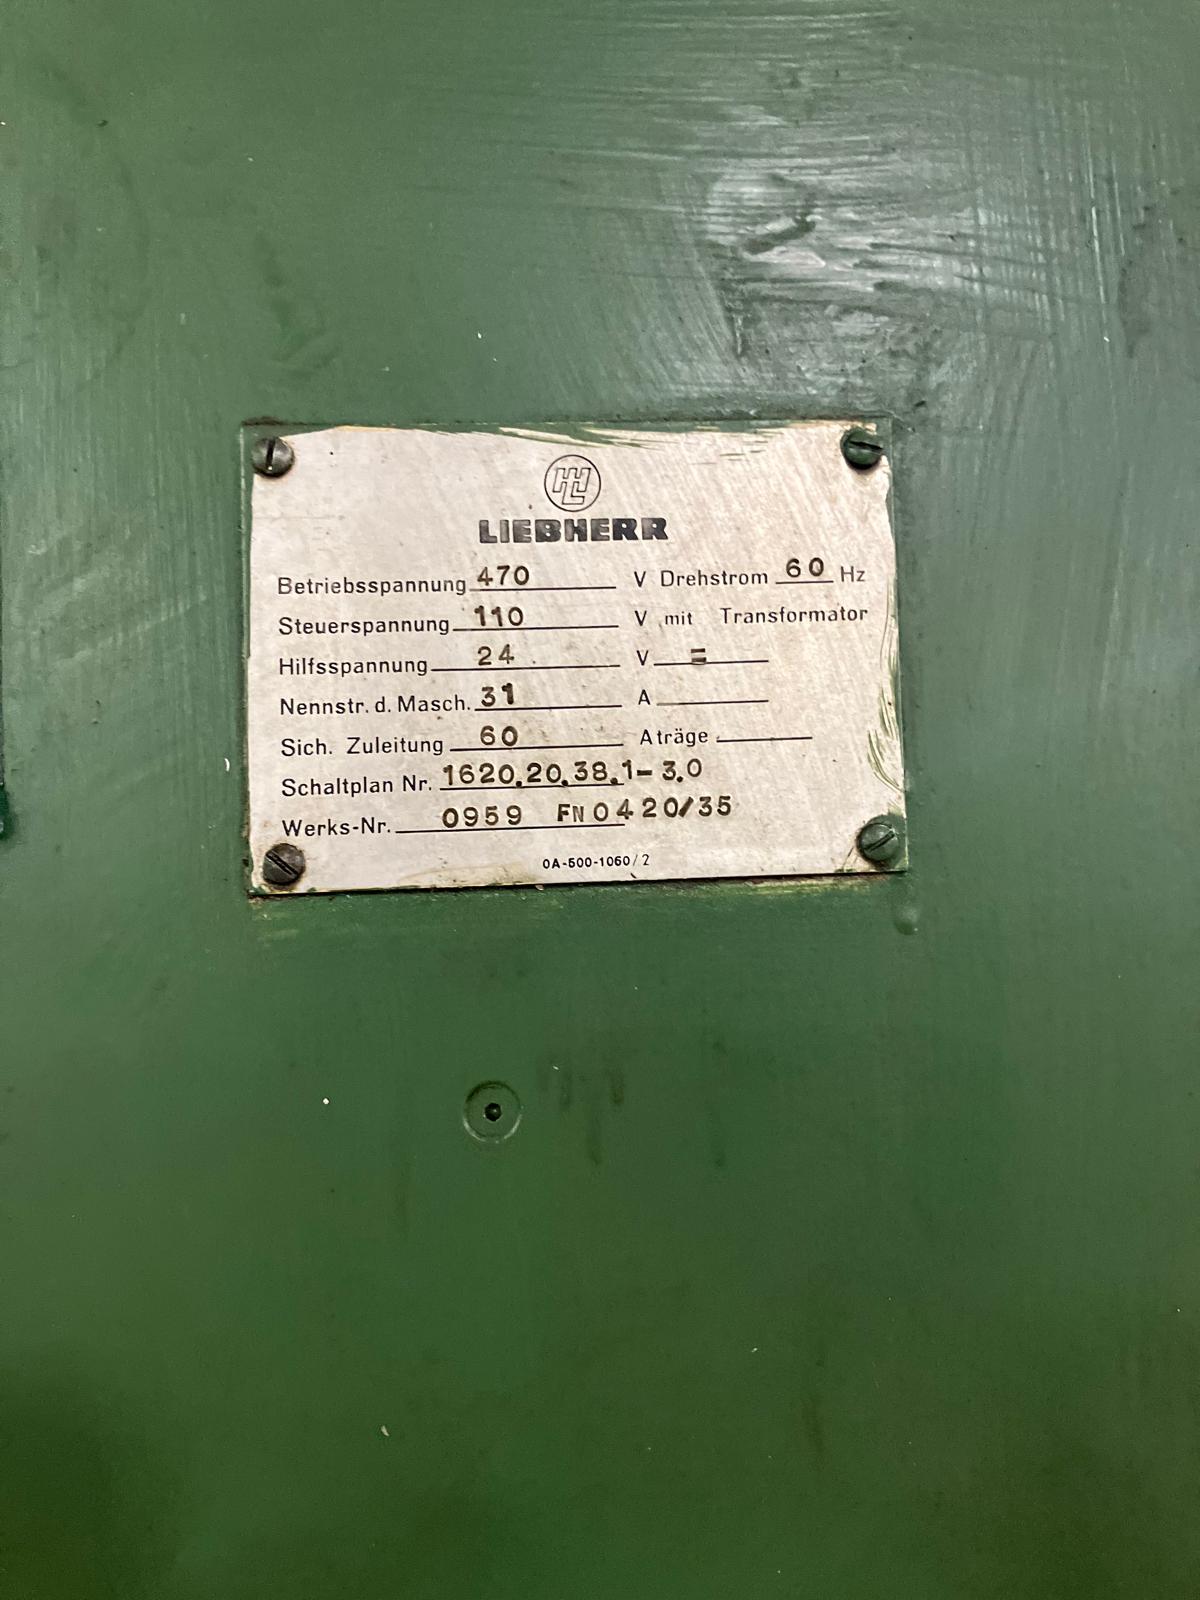 LIEBHERR
Betriebsspannung 470 V Drehstrom 60 Hz
Steuerspannung 110 V mit Transformator
Hilfsspannung 24 V =
Nennstr. d. Masch. 31 A
Sich. Zuleitung 60 A träge
Schaltplan Nr. 1620.20.38.1-3.0
Werks-Nr. 0959 FN 0420/35
0A-500-1060/2